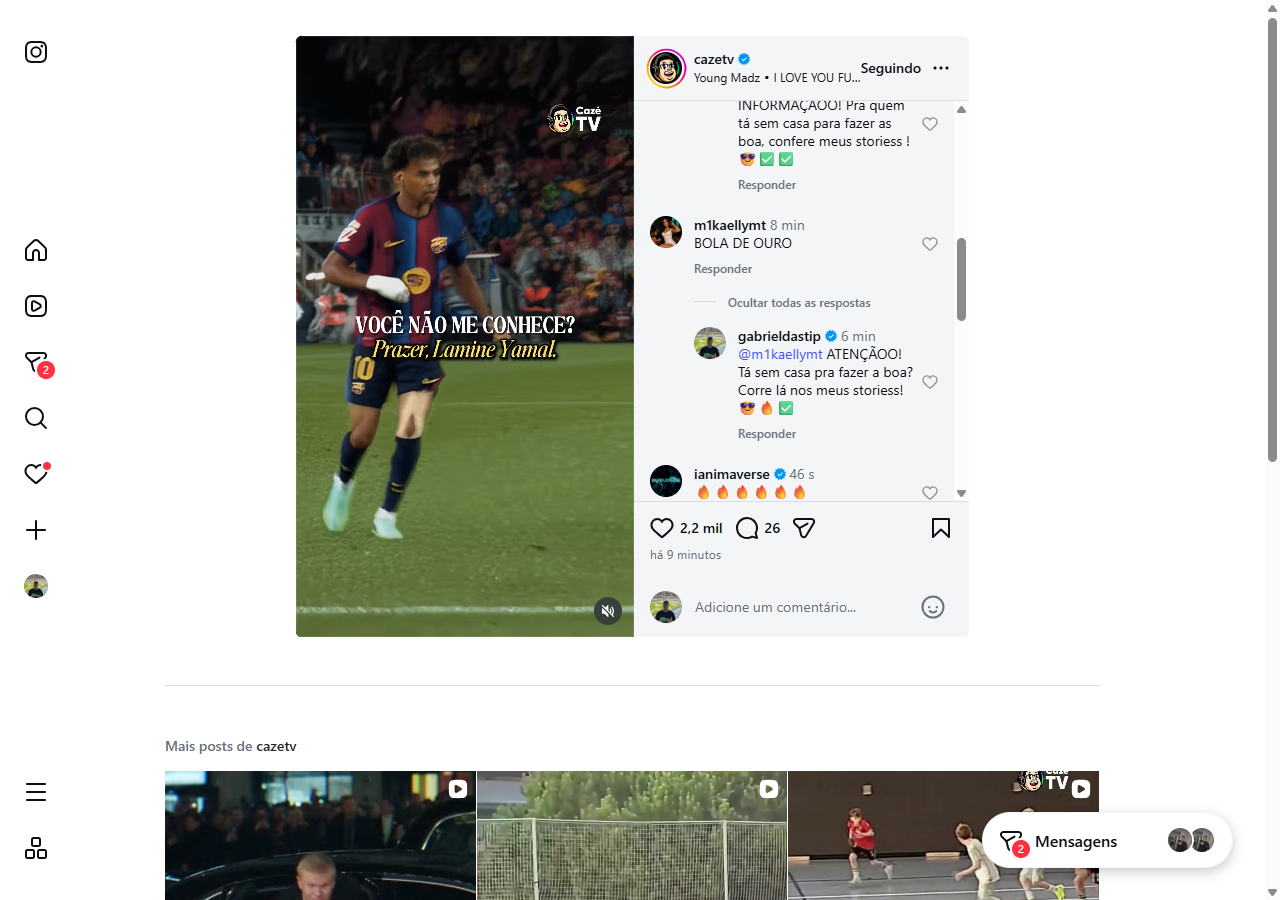 Cazé
TV
10
VOCÊ NÃO ME CONHECE?
Prazer, Lamine Yamal.
cazetv
Young Madz • I LOVE YOU FU...
Seguindo
INFORMAÇÃOO! Pra quem
tá sem casa para fazer as
boa, confere meus storiess !
😎✅✅
Responder
m1kaellymt 8 min
BOLA DE OURO
Responder
Ocultar todas as respostas
gabrieldastip 6 min
@m1kaellymt ATENÇÃOO!
Tá sem casa pra fazer a boa?
Corre lá nos meus storiess!
😎🔥✅
Responder
ianimaverse 46 s
🔥🔥🔥🔥🔥🔥
2,2 mil 26
há 9 minutos
Adicione um comentário...
2
Mais posts de cazetv
Cazé
TV
2
Mensagens